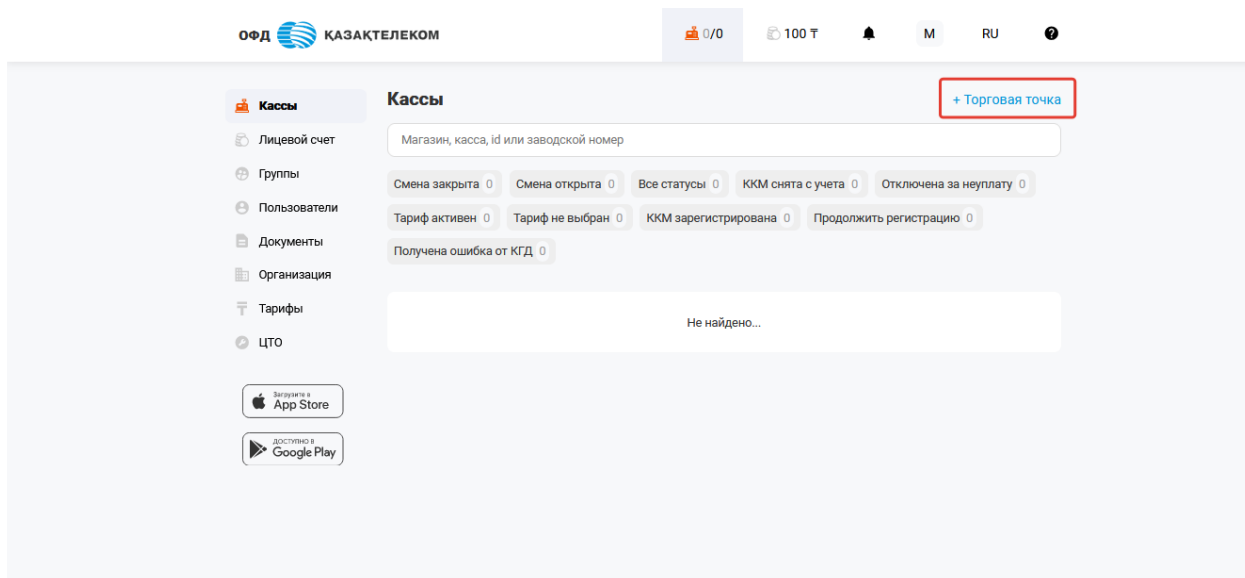 ОФД ҚАЗАҚТЕЛЕКОМ 0/0 100 ₸ M RU ?
Кассы
Лицевой счет
Группы
Пользователи
Документы
Организация
₸ Тарифы
ЦТО
Загрузите в
App Store
ДОСТУПНО В
Google Play
Кассы + Торговая точка
Магазин, касса, id или заводской номер
Смена закрыта 0 Смена открыта 0 Все статусы 0 ККМ снята с учета 0 Отключена за неуплату 0
Тариф активен 0 Тариф не выбран 0 ККМ зарегистрирована 0 Продолжить регистрацию 0
Получена ошибка от КГД 0
Не найдено...